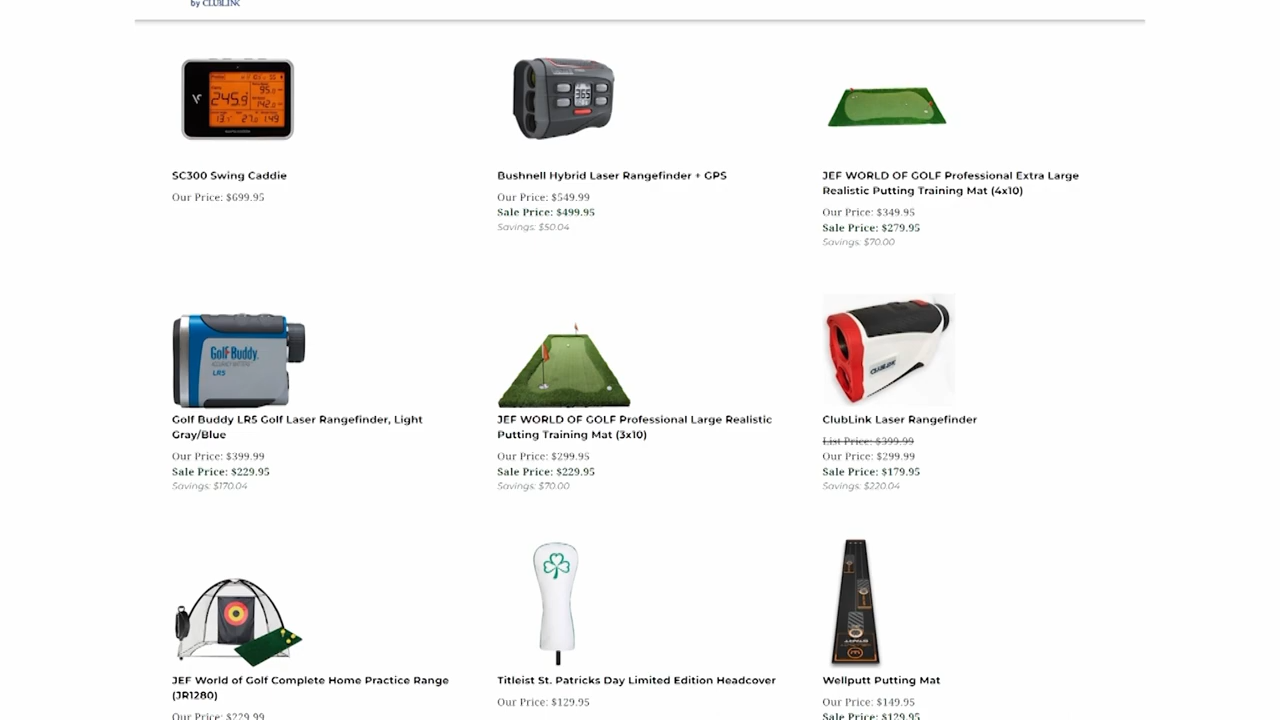 by CLUBLINK
245.9
SC300 Swing Caddie
Our Price: $699.95
365
Bushnell Hybrid Laser Rangefinder + GPS
Our Price: $549.99
Sale Price: $499.95
Savings: $50.04
JEF WORLD OF GOLF Professional Extra Large
Realistic Putting Training Mat (4x10)
Our Price: $349.95
Sale Price: $279.95
Savings: $70.00
GolfBuddy
LR5
Golf Buddy LR5 Golf Laser Rangefinder, Light
Gray/Blue
Our Price: $399.99
Sale Price: $229.95
Savings: $170.04
JEF WORLD OF GOLF Professional Large Realistic
Putting Training Mat (3x10)
Our Price: $299.95
Sale Price: $229.95
Savings: $70.00
CLUBLINK
ClubLink Laser Rangefinder
List Price: $399.99
Our Price: $299.99
Sale Price: $179.95
Savings: $220.04
JEF World of Golf Complete Home Practice Range
(JR1280)
Our Price: $229.99
Titleist St. Patricks Day Limited Edition Headcover
Our Price: $129.95
Wellputt Putting Mat
Our Price: $149.95
Sale Price: $129.95